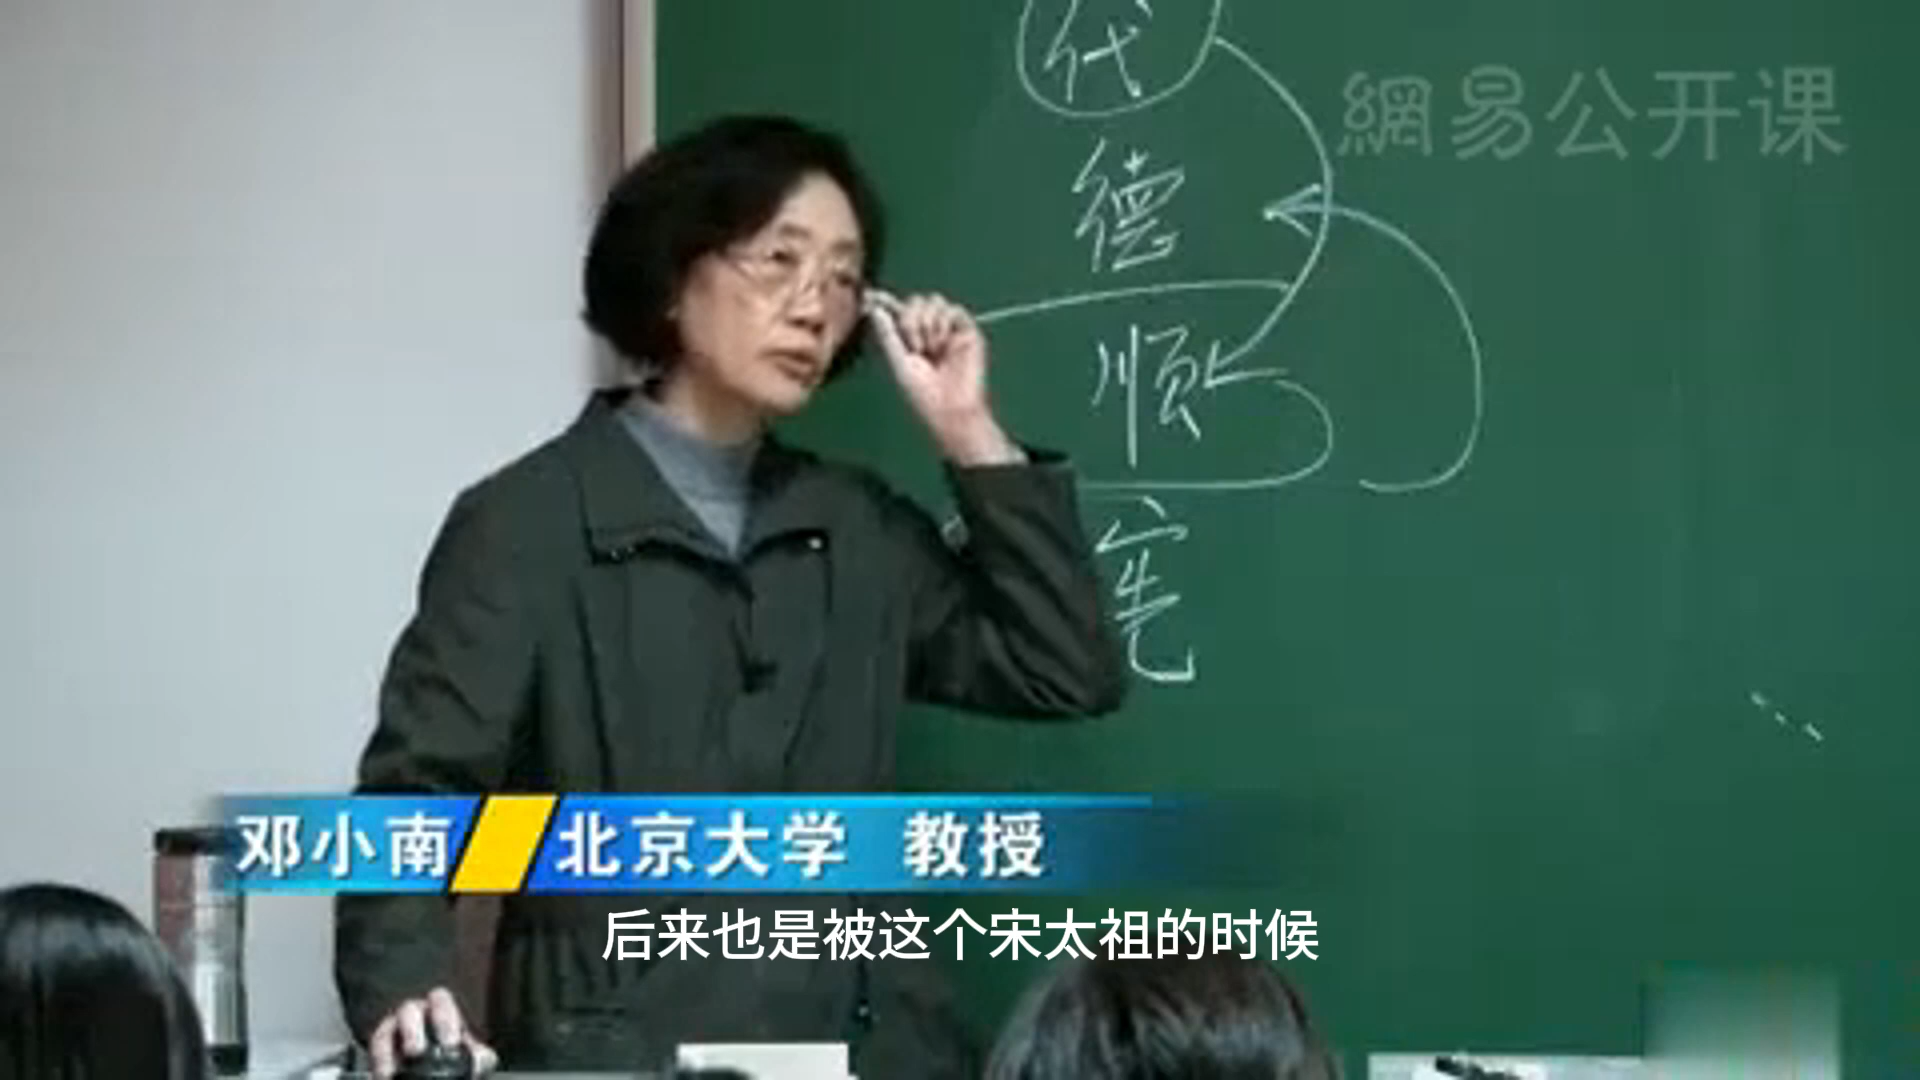 代
網易公开课
德
顺
宪
邓小南 北京大学 教授
后来也是被这个宋太祖的时候